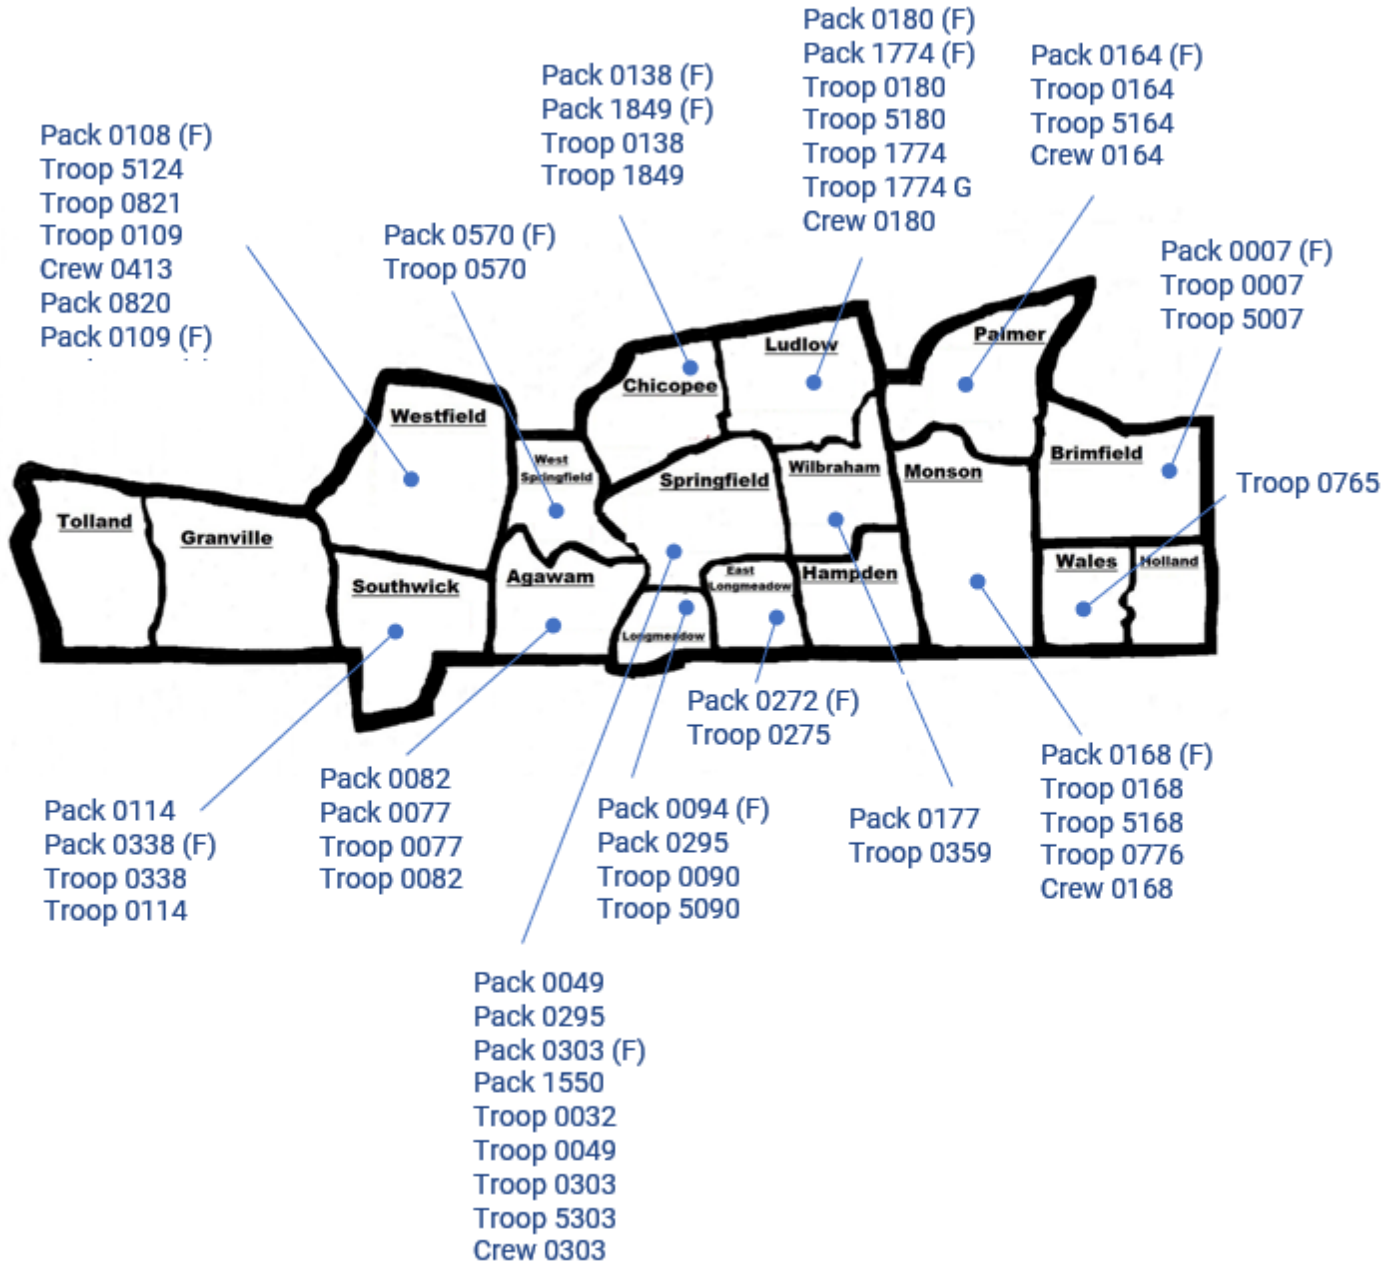 Pack 0180 (F)
Pack 1774 (F)
Troop 0180
Troop 5180
Troop 1774
Troop 1774 G
Crew 0180
Pack 0164 (F)
Troop 0164
Troop 5164
Crew 0164
Pack 0138 (F)
Pack 1849 (F)
Troop 0138
Troop 1849
Pack 0108 (F)
Troop 5124
Troop 0821
Troop 0109
Crew 0413
Pack 0820
Pack 0109 (F)
Pack 0570 (F)
Troop 0570
Pack 0007 (F)
Troop 0007
Troop 5007
Palmer
Ludlow
Chicopee
Westfield
West
Springfield
Springfield
Wilbraham
Monson
Brimfield
Troop 0765
Tolland
Granville
Southwick
Agawam
East
Longmeadow
Hampden
Wales
Holland
Longmeadow
Pack 0272 (F)
Troop 0275
Pack 0114
Pack 0338 (F)
Troop 0338
Troop 0114
Pack 0082
Pack 0077
Troop 0077
Troop 0082
Pack 0094 (F)
Pack 0295
Troop 0090
Troop 5090
Pack 0177
Troop 0359
Pack 0168 (F)
Troop 0168
Troop 5168
Troop 0776
Crew 0168
Pack 0049
Pack 0295
Pack 0303 (F)
Pack 1550
Troop 0032
Troop 0049
Troop 0303
Troop 5303
Crew 0303